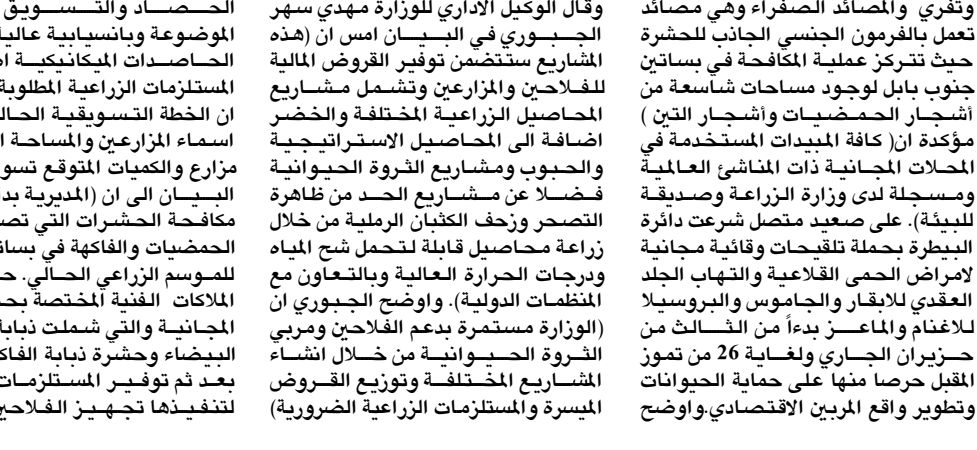 وتفري والمصائد الصفراء وهي مصائد
تعمل بالفرمون الجنسي الجاذب للحشرة
حيث تتركز عملية المكافحة في بساتين
جنوب بابل لوجود مساحات شاسعة من
أشجار الحمضيات وأشجار التين )
مؤكدة ان( كافة المبيدات المستخدمة في
المحلات المجانية ذات المناشئ العالمية
ومسجلة لدى وزارة الزراعة وصديقة
للبيئة). على صعيد متصل شرعت دائرة
البيطرة بحملة تلقيحات وقائية مجانية
لامراض الحمى القلاعية والتهاب الجلد
العقدي للابقار والجاموس والبروسيلا
للاغنام والماعز بدءاً من الثالث من
حزيران الجاري ولغاية 26 من تموز
المقبل حرصا منها على حماية الحيوانات
وتطوير واقع المربين الاقتصادي.واوضح
وقال الوكيل الاداري للوزارة مهدي سهر
الجبوري في البيان امس ان (هذه
المشاريع ستتضمن توفير القروض المالية
للفلاحين والمزارعين وتشمل مشاريع
المحاصيل الزراعية المختلفة والخضر
اضافة الى المحاصيل الاستراتيجية
والحبوب ومشاريع الثروة الحيوانية
فضلا عن مشاريع الحد من ظاهرة
التصحر وزحف الكثبان الرملية من خلال
زراعة محاصيل قابلة لتحمل شح المياه
ودرجات الحرارة العالية وبالتعاون مع
المنظمات الدولية). واوضح الجبوري ان
(الوزارة مستمرة بدعم الفلاحين ومربي
الثروة الحيوانية من خلال انشاء
المشاريع المختلفة وتوزيع القروض
الميسرة والمستلزمات الزراعية الضرورية)
الحصاد والتسويق
الموضوعة وبانسيابية عالية
الحاصدات الميكانيكية
المستلزمات الزراعية المطلوبة
ان الخطة التسويقية
اسماء المزارعين والمساحة
مزارع والكميات المتوقع
البيان الى ان (المديرية
مكافحة الحشرات التي
الحمضيات والفاكهة في
للموسم الزراعي الحالي.
الملاكات الفنية المختصة
المجانية والتي شملت ذبابة
البيضاء وحشرة ذبابة
بعد ثم توفير المستلزمات
لتنفيذها تجهيز الفلاحين